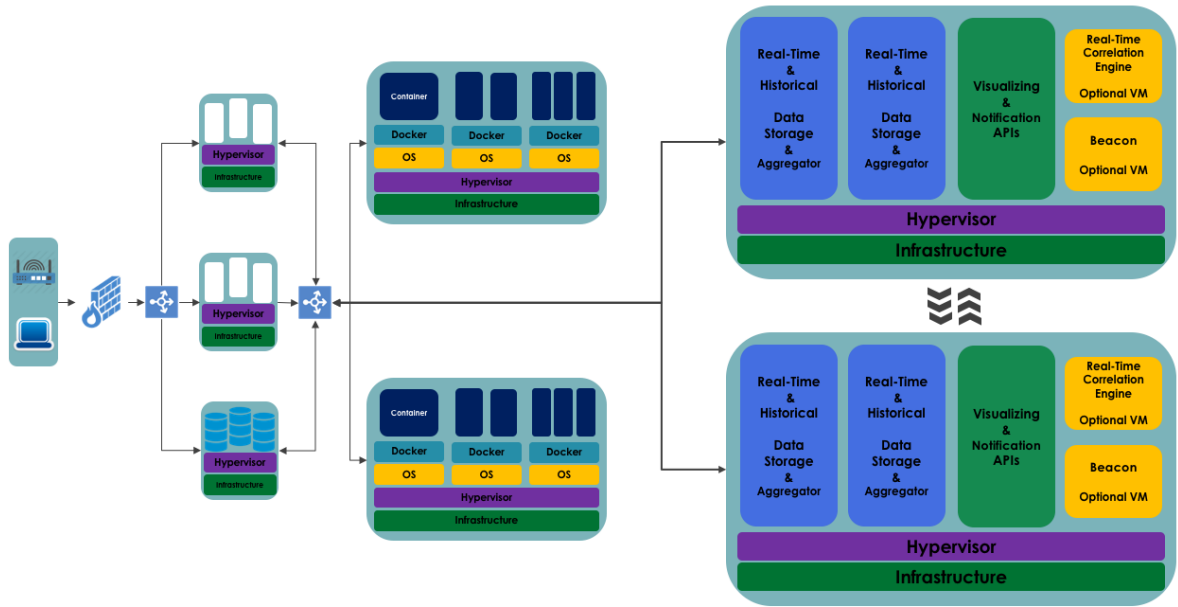 Hypervisor
Infrastructure
Hypervisor
Infrastructure
Hypervisor
Infrastructure
Container
Docker
Docker
Docker
OS
OS
OS
Hypervisor
Infrastructure
Container
Docker
Docker
Docker
OS
OS
OS
Hypervisor
Infrastructure
Real-Time
&
Historical
Data
Storage
&
Aggregator
Real-Time
&
Historical
Data
Storage
&
Aggregator
Visualizing
&
Notification
APIs
Real-Time
Correlation
Engine
Optional VM
Beacon
Optional VM
Hypervisor
Infrastructure
Real-Time
&
Historical
Data
Storage
&
Aggregator
Real-Time
&
Historical
Data
Storage
&
Aggregator
Visualizing
&
Notification
APIs
Real-Time
Correlation
Engine
Optional VM
Beacon
Optional VM
Hypervisor
Infrastructure